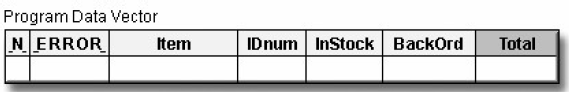 Program Data Vector
_N_ _ERROR_ Item IDnum InStock BackOrd Total